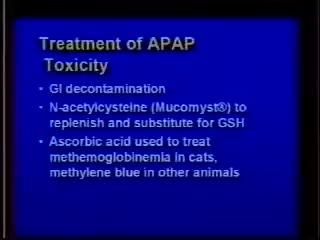 Treatment of APAP
Toxicity
• GI decontamination
• N-acetylcysteine (Mucomyst®) to
replenish and substitute for GSH
• Ascorbic acid used to treat
methemoglobinemia in cats,
methylene blue in other animals